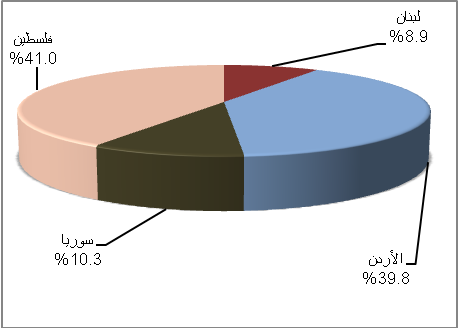 لبنان
%8.9
فلسطين
%41.0
سوريا
%10.3
الأردن
%39.8